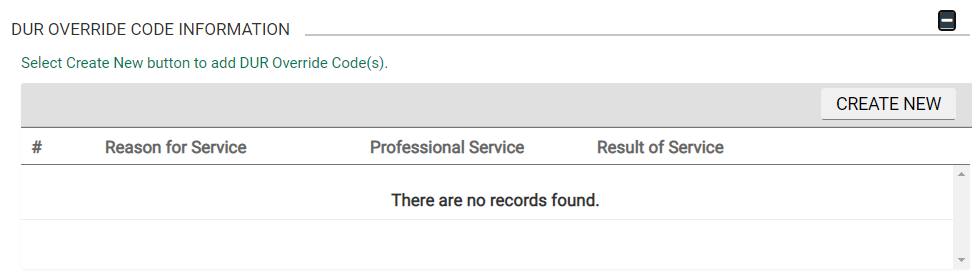 DUR OVERRIDE CODE INFORMATION
Select Create New button to add DUR Override Code(s).
CREATE NEW
# Reason for Service Professional Service Result of Service
There are no records found.